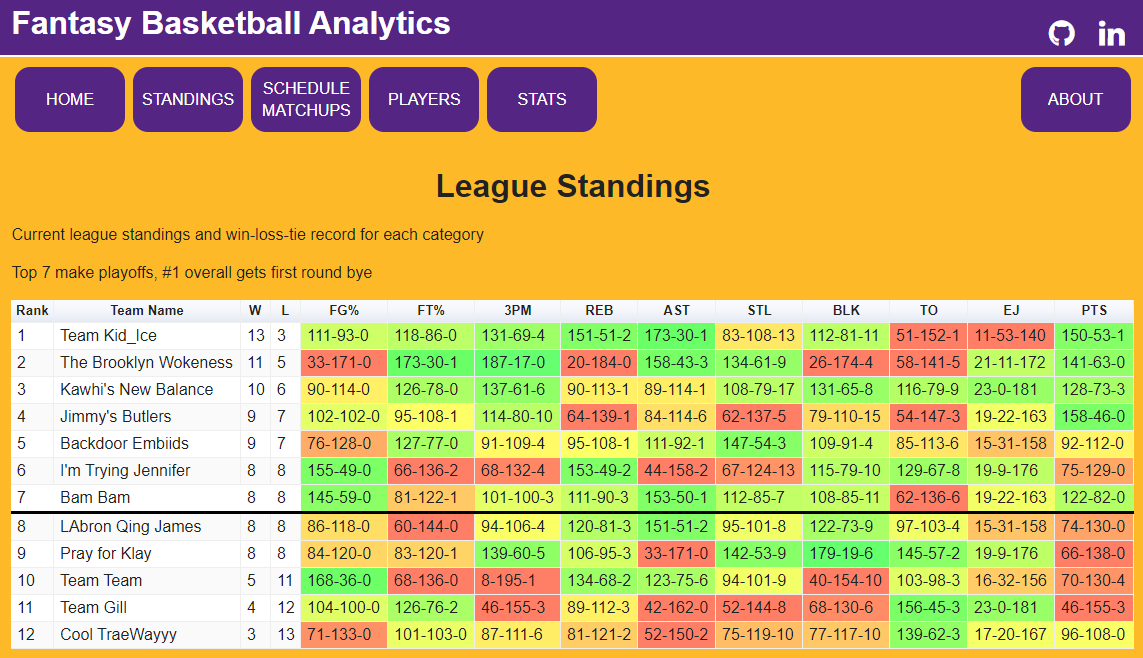 Fantasy Basketball Analytics
in
HOME STANDINGS SCHEDULE MATCHUPS PLAYERS STATS ABOUT
League Standings
Current league standings and win-loss-tie record for each category
Top 7 make playoffs, #1 overall gets first round bye
Rank Team Name W L FG% FT% 3PM REB AST STL BLK TO EJ PTS
1 Team Kid_Ice 13 3 111-93-0 118-86-0 131-69-4 151-51-2 173-30-1 83-108-13 112-81-11 51-152-1 11-53-140 150-53-1
2 The Brooklyn Wokeness 11 5 33-171-0 173-30-1 187-17-0 20-184-0 158-43-3 134-61-9 26-174-4 58-141-5 21-11-172 141-63-0
3 Kawhi's New Balance 10 6 90-114-0 126-78-0 137-61-6 90-113-1 89-114-1 108-79-17 131-65-8 116-79-9 23-0-181 128-73-3
4 Jimmy's Butlers 9 7 102-102-0 95-108-1 114-80-10 64-139-1 84-114-6 62-137-5 79-110-15 54-147-3 19-22-163 158-46-0
5 Backdoor Embiids 9 7 76-128-0 127-77-0 91-109-4 95-108-1 111-92-1 147-54-3 109-91-4 85-113-6 15-31-158 92-112-0
6 I'm Trying Jennifer 8 8 155-49-0 66-136-2 68-132-4 153-49-2 44-158-2 67-124-13 115-79-10 129-67-8 19-9-176 75-129-0
7 Bam Bam 8 8 145-59-0 81-122-1 101-100-3 111-90-3 153-50-1 112-85-7 108-85-11 62-136-6 19-22-163 122-82-0
8 LAbron Qing James 8 8 86-118-0 60-144-0 94-106-4 120-81-3 151-51-2 95-101-8 122-73-9 97-103-4 15-31-158 74-130-0
9 Pray for Klay 8 8 84-120-0 83-120-1 139-60-5 106-95-3 33-171-0 142-53-9 179-19-6 145-57-2 19-9-176 66-138-0
10 Team Team 5 11 168-36-0 68-136-0 8-195-1 134-68-2 123-75-6 94-101-9 40-154-10 103-98-3 16-32-156 70-130-4
11 Team Gill 4 12 104-100-0 126-76-2 46-155-3 89-112-3 42-162-0 52-144-8 68-130-6 156-45-3 23-0-181 46-155-3
12 Cool TraeWayyy 3 13 71-133-0 101-103-0 87-111-6 81-121-2 52-150-2 75-119-10 77-117-10 139-62-3 17-20-167 96-108-0